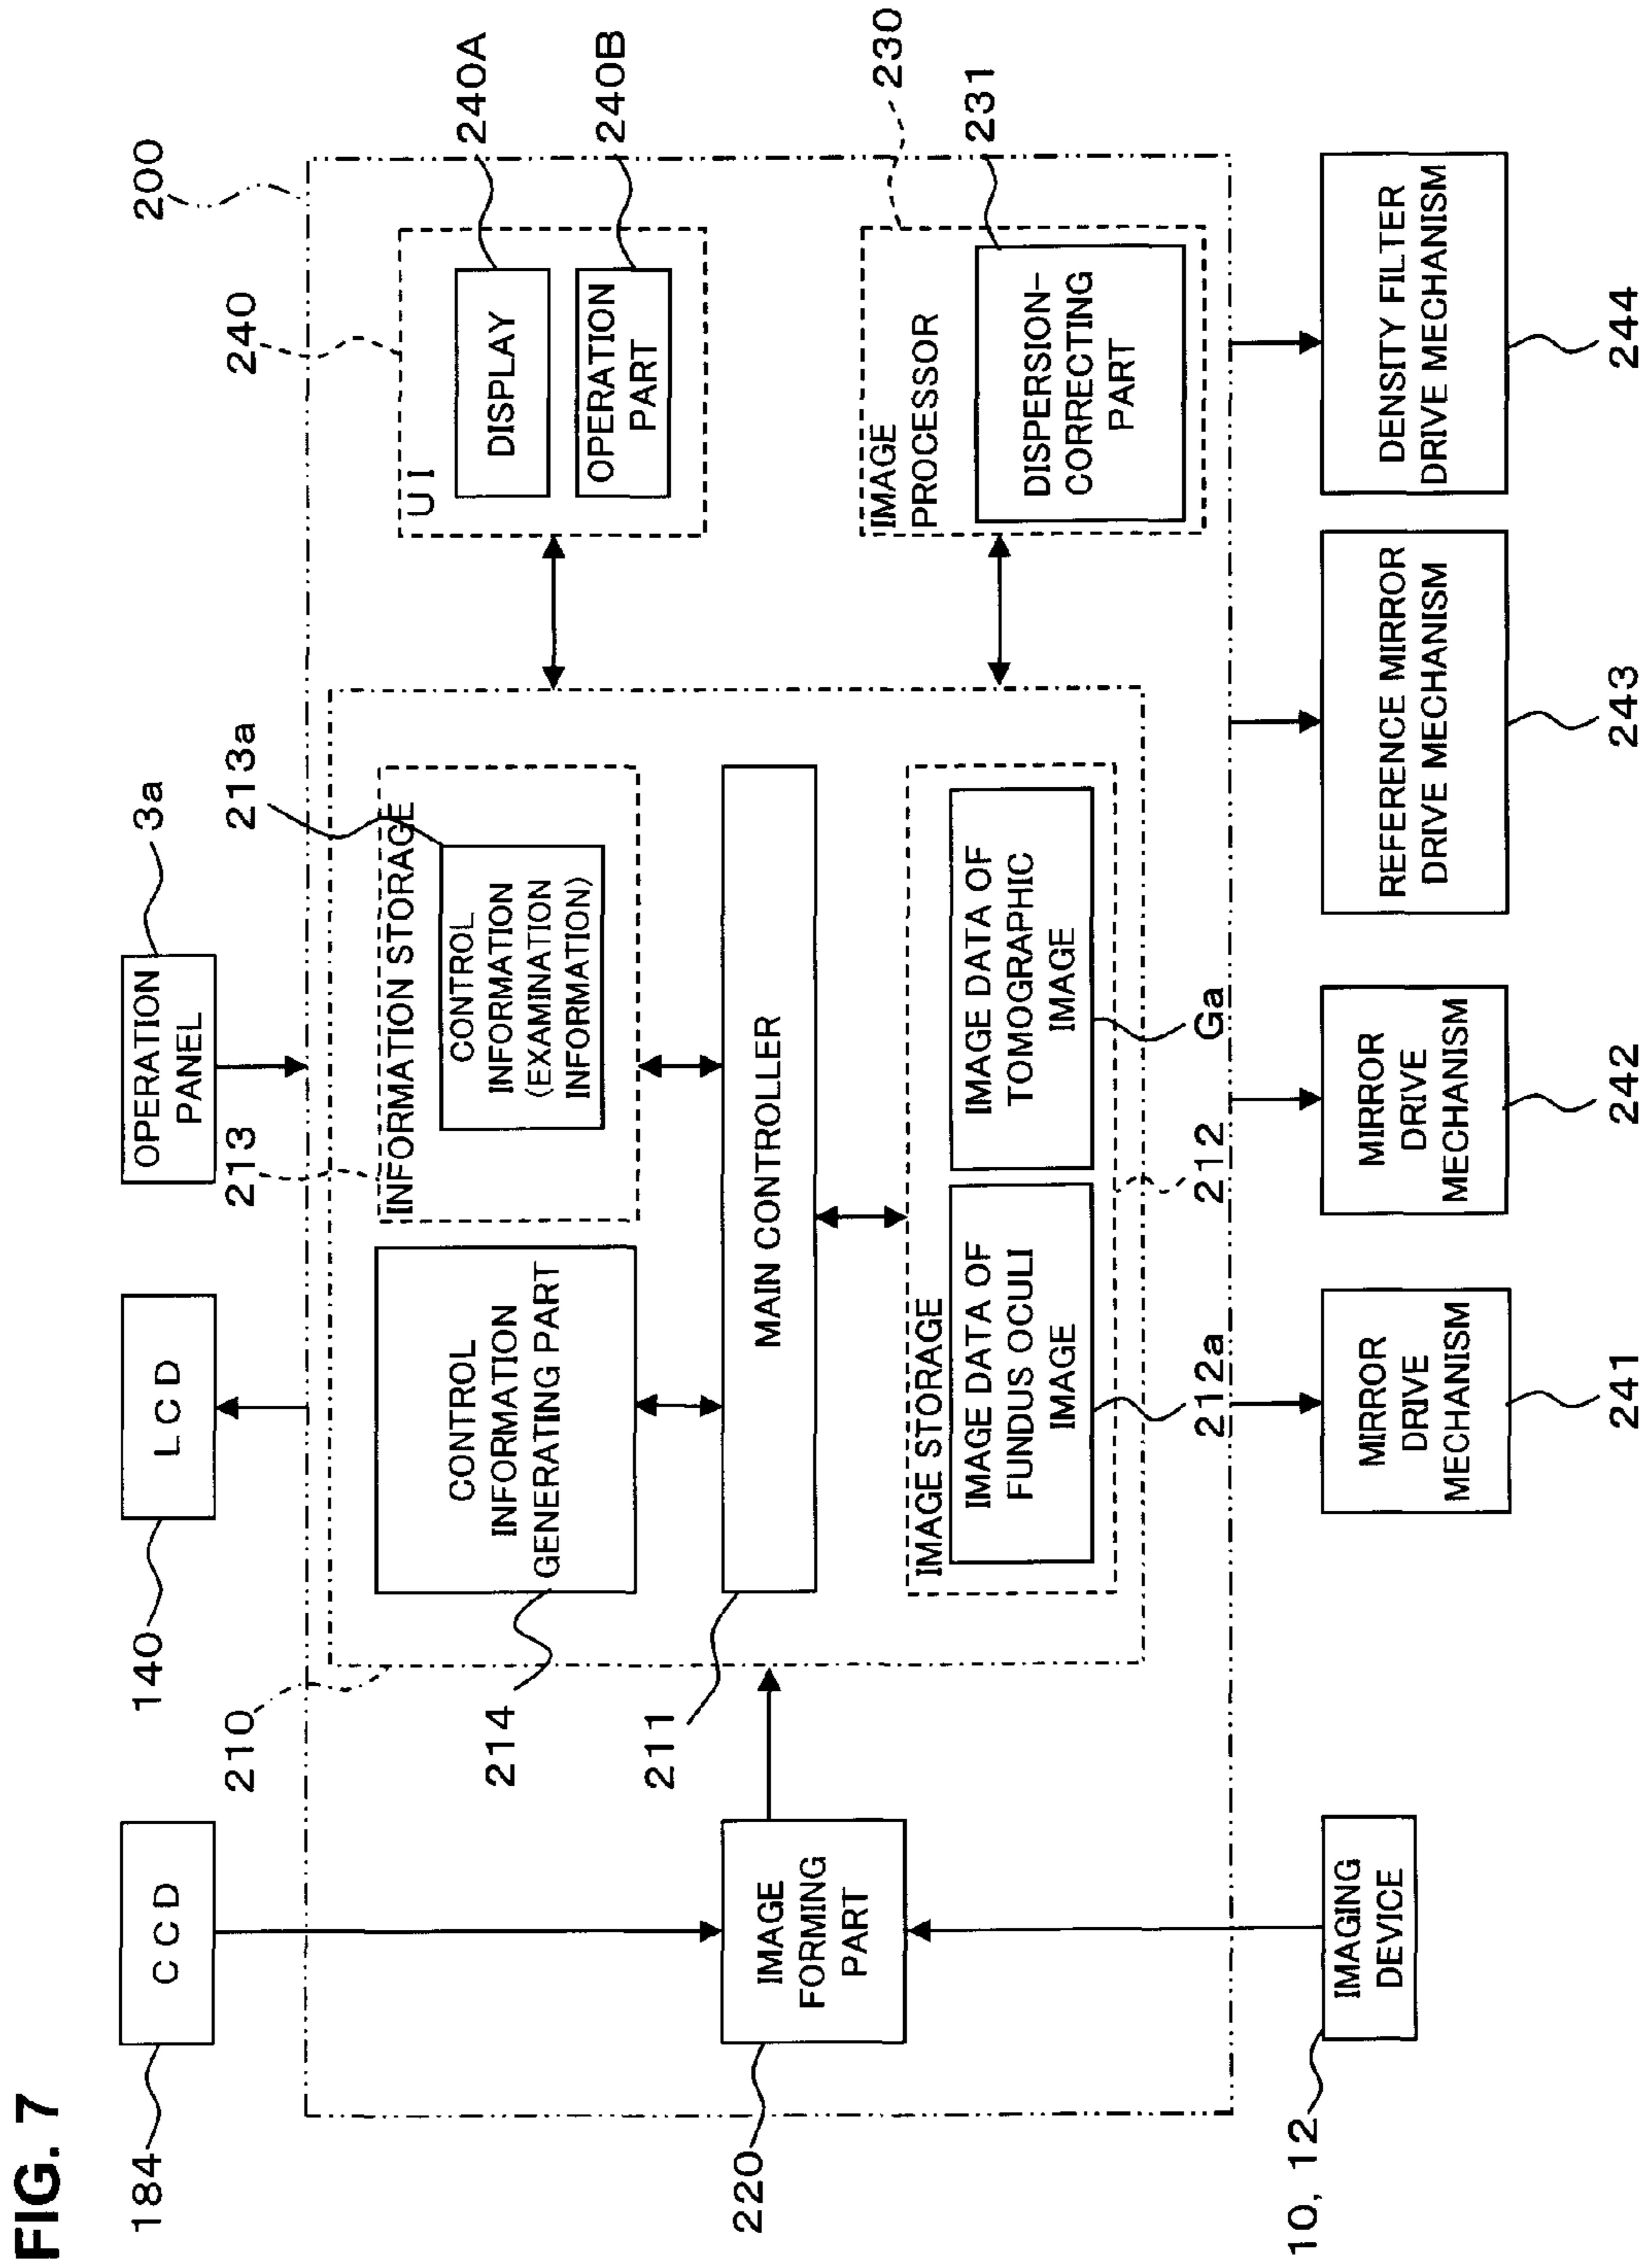 FIG. 7
184
CCD
140
LCD
OPERATION
PANEL
3a
200
210
213
213a
240
240A
240B
214
CONTROL
INFORMATION
GENERATING PART
INFORMATION STORAGE
CONTROL
INFORMATION
(EXAMINATION
INFORMATION)
UI
DISPLAY
OPERATION
PART
211
MAIN CONTROLLER
220
IMAGE
FORMING
PART
IMAGE STORAGE
IMAGE DATA OF
FUNDUS OCULI
IMAGE
IMAGE DATA OF
TOMOGRAPHIC
IMAGE
230
IMAGE
PROCESSOR
231
DISPERSION-
CORRECTING
PART
212a
212
Ga
10, 12
IMAGING
DEVICE
MIRROR
DRIVE
MECHANISM
241
MIRROR
DRIVE
MECHANISM
242
REFERENCE MIRROR
DRIVE MECHANISM
243
DENSITY FILTER
DRIVE MECHANISM
244